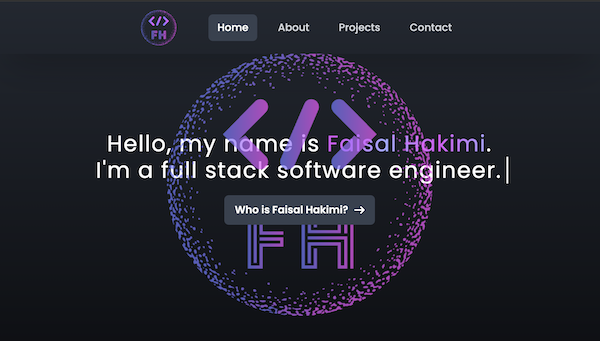 </>
FH
Home
About
Projects
Contact
</>
Hello, my name is Faisal Hakimi.
I'm a full stack software engineer.
Who is Faisal Hakimi? →
FH